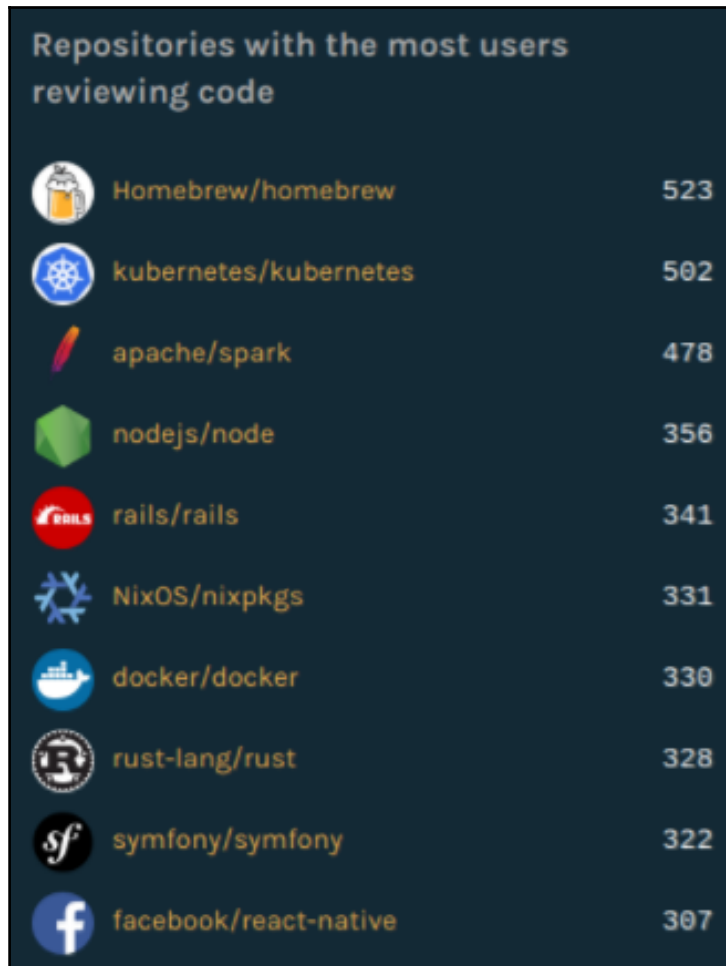 Repositories with the most users
reviewing code
Homebrew/homebrew 523
kubernetes/kubernetes 502
apache/spark 478
nodejs/node 356
RAILS rails/rails 341
NixOS/nixpkgs 331
docker/docker 330
R rust-lang/rust 328
sf symfony/symfony 322
f facebook/react-native 307